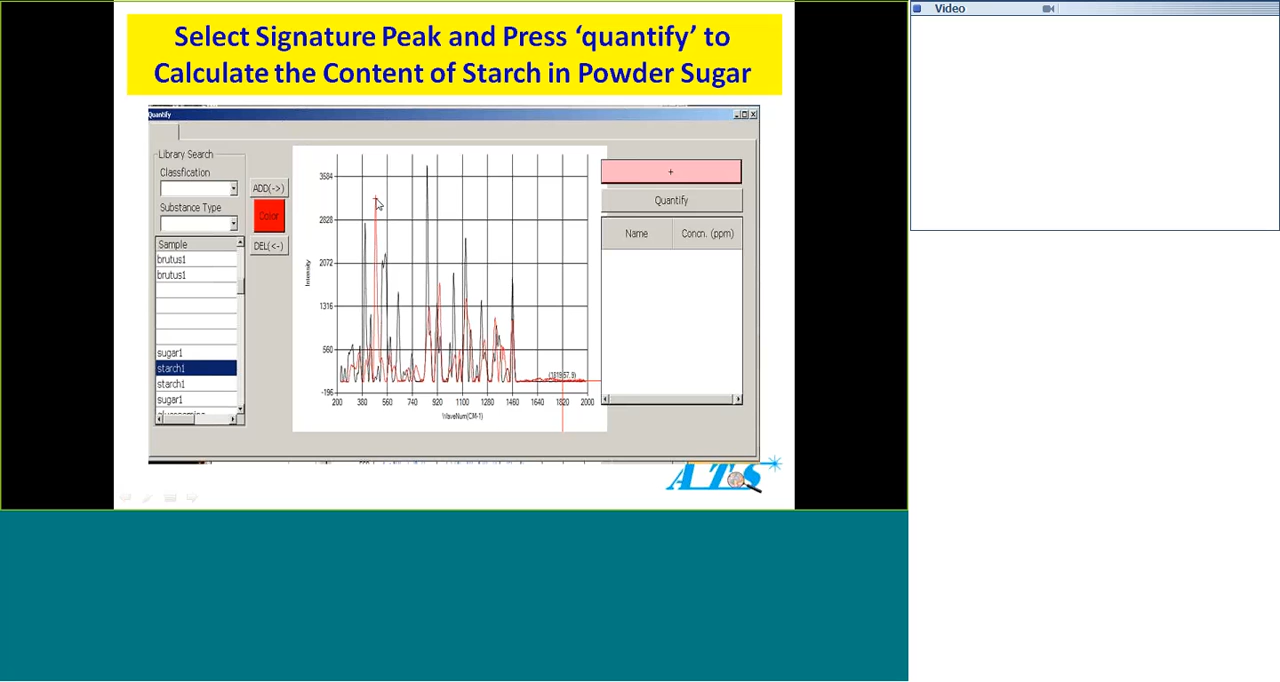 Video
Select Signature Peak and Press ‘quantify’ to
Calculate the Content of Starch in Powder Sugar
Quantify
Library Search
Classfication
Substance Type
Sample
brutus1
brutus1
sugar1
starch1
starch1
sugar1
ADD(->)
Color
DEL(<-)
Intensity
3584
2828
2072
1316
560
-196
200 380 560 740 920 1100 1280 1460 1640 1820 2000
WaveNum(CM-1)
+
Quantify
Name Concn. (ppm)
ATS